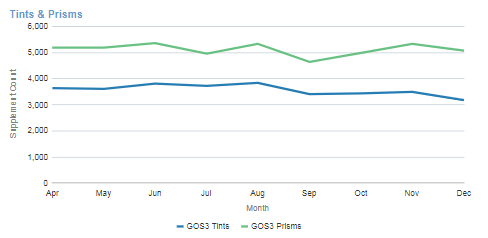 Tints & Prisms
6,000
5,000
4,000
3,000
2,000
1,000
0
Supplement Count
Apr May Jun Jul Aug Sep Oct Nov Dec
Month
GOS3 Tints GOS3 Prisms